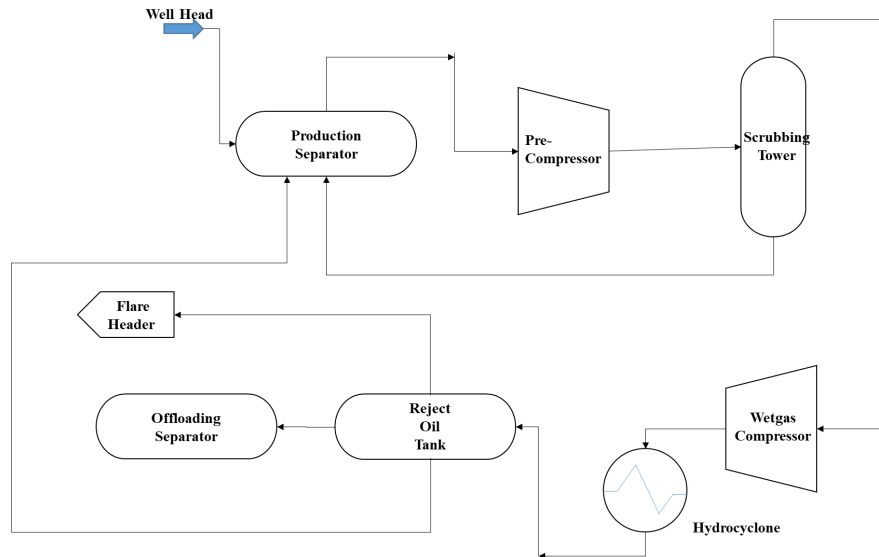 Well Head
Production
Separator
Pre-
Compressor
Scrubbing
Tower
Flare
Header
Offloading
Separator
Reject
Oil
Tank
Wetgas
Compressor
Hydrocyclone